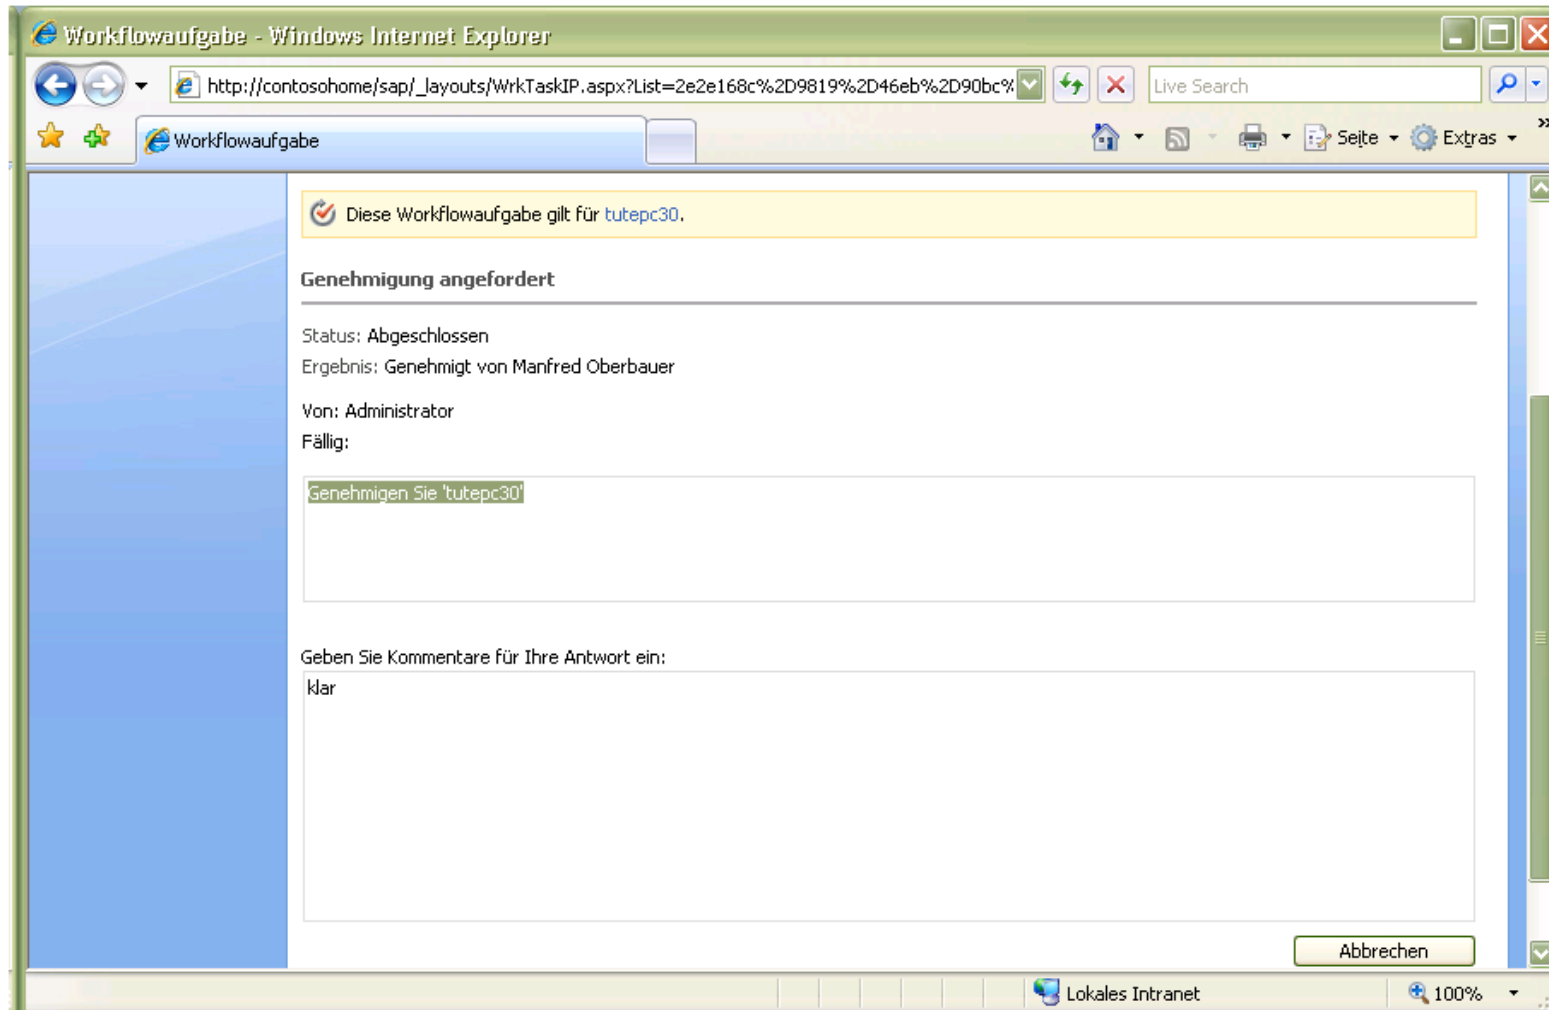 Workflowaufgabe - Windows Internet Explorer
http://contosohome/sap/_layouts/WrkTaskIP.aspx?List=2e2e168c%2D9819%2D46eb%2D90bc%
Live Search
Workflowaufgabe
Seite
Extras
»
Diese Workflowaufgabe gilt für tutepc30.
Genehmigung angefordert
Status: Abgeschlossen
Ergebnis: Genehmigt von Manfred Oberbauer
Von: Administrator
Fällig:
Genehmigen Sie 'tutepc30'
Geben Sie Kommentare für Ihre Antwort ein:
klar
Abbrechen
Lokales Intranet
100%